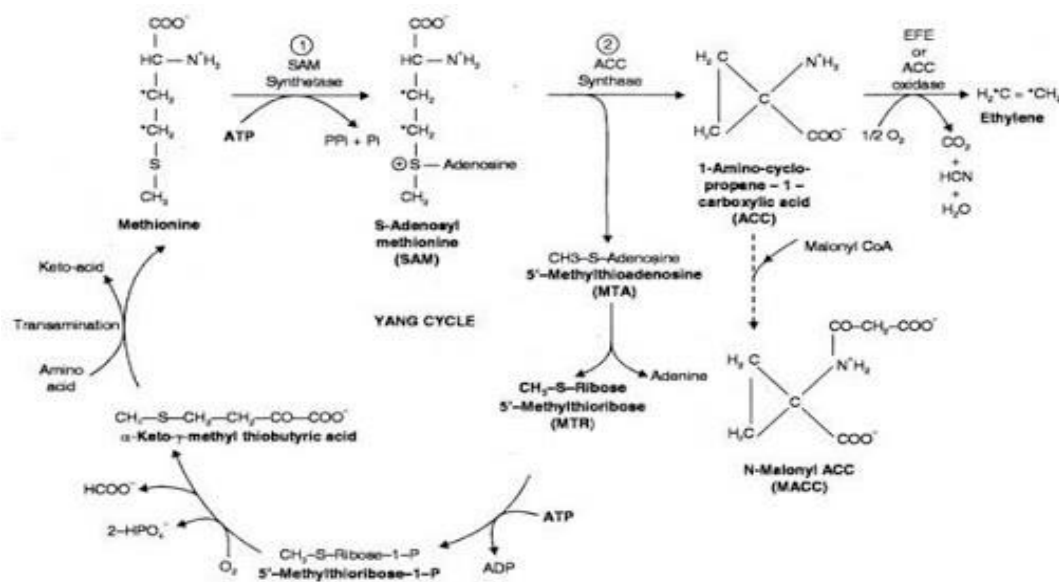 COO⁻
HC – N⁺H₃
*CH₂
*CH₂
S
CH₃
Methionine
①
SAM
Synthetase
ATP
PPi + Pi
COO⁻
HC – N⁺H₃
*CH₂
*CH₂
⊕S — Adenosine
CH₃
S-Adenosyl
methionine
(SAM)
②
ACC
Synthase
H₂C
N⁺H₃
C
H₂C
COO⁻
1-Amino-cyclo-
propane – 1 –
carboxylic acid
(ACC)
EFE
or
ACC
oxidase
1/2 O₂
CO₂
+
HCN
+
H₂O
H₂*C = *CH₂
Ethylene
CH3–S–Adenosine
5'–Methylthioadenosine
(MTA)
Malonyl CoA
Keto-acid
Transamination
Amino
acid
YANG CYCLE
Adenine
CH₃–S–Ribose
5'–Methylthioribose
(MTR)
CO–CH₂–COO⁻
H₂C
N⁺H₂
C
H₂C
COO⁻
N-Malonyl ACC
(MACC)
CH₃–S–CH₂–CH₂–CO–COO⁻
α-Keto-γ-methyl thiobutyric acid
HCOO⁻
2–HPO₄⁻
O₂
CH₃–S–Ribose–1–P
5'–Methylthioribose-1–P
ATP
ADP